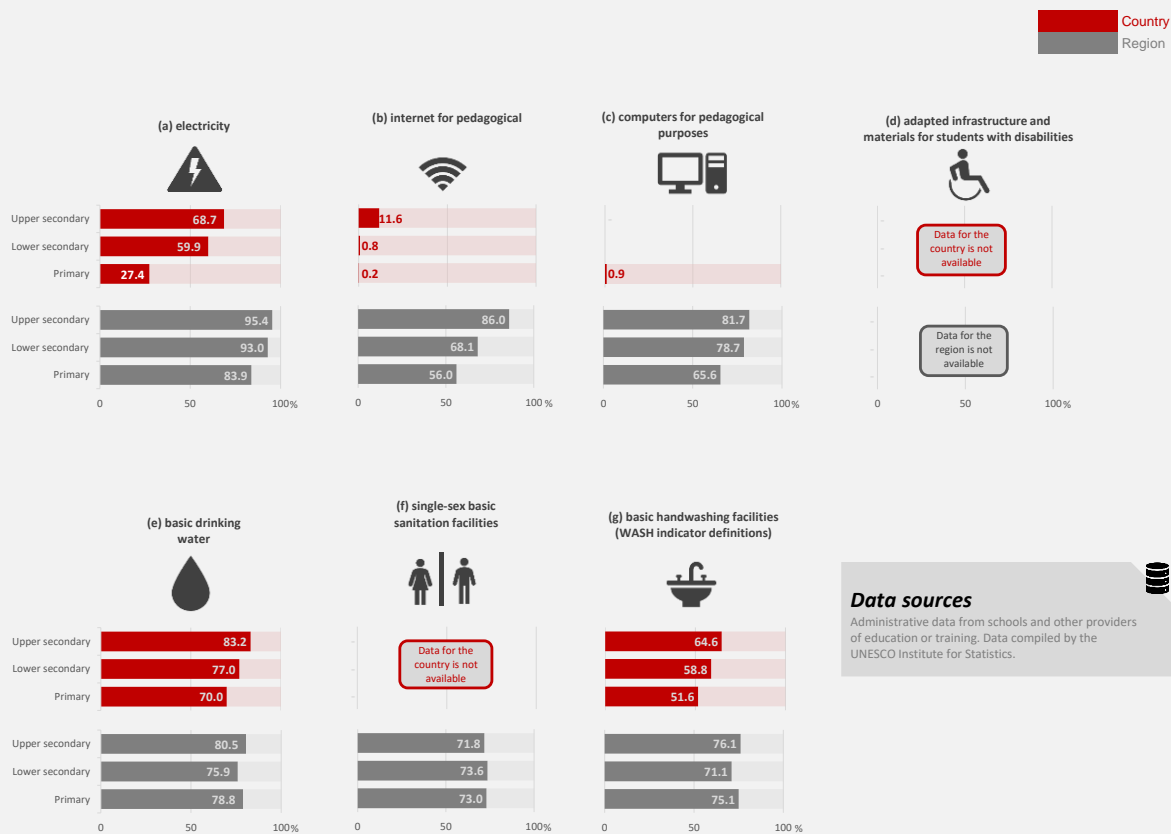 Country
Region
(a) electricity
(b) internet for pedagogical
(c) computers for pedagogical
purposes
(d) adapted infrastructure and
materials for students with disabilities
Upper secondary
68.7
Lower secondary
59.9
Primary
27.4
11.6
0.8
0.2
-
0.9
Data for the
country is not
available
Upper secondary
95.4
Lower secondary
93.0
Primary
83.9
0 50 100%
86.0
68.1
56.0
0 50 100%
81.7
78.7
65.6
0 50 100%
Data for the
region is not
available
0 50 100%
(e) basic drinking
water
(f) single-sex basic
sanitation facilities
(g) basic handwashing facilities
(WASH indicator definitions)
Upper secondary
83.2
Lower secondary
77.0
Primary
70.0
Data for the
country is not
available
64.6
58.8
51.6
Upper secondary
80.5
Lower secondary
75.9
Primary
78.8
0 50 100%
71.8
73.6
73.0
0 50 100%
76.1
71.1
75.1
0 50 100%
Data sources
Administrative data from schools and other providers
of education or training. Data compiled by the
UNESCO Institute for Statistics.